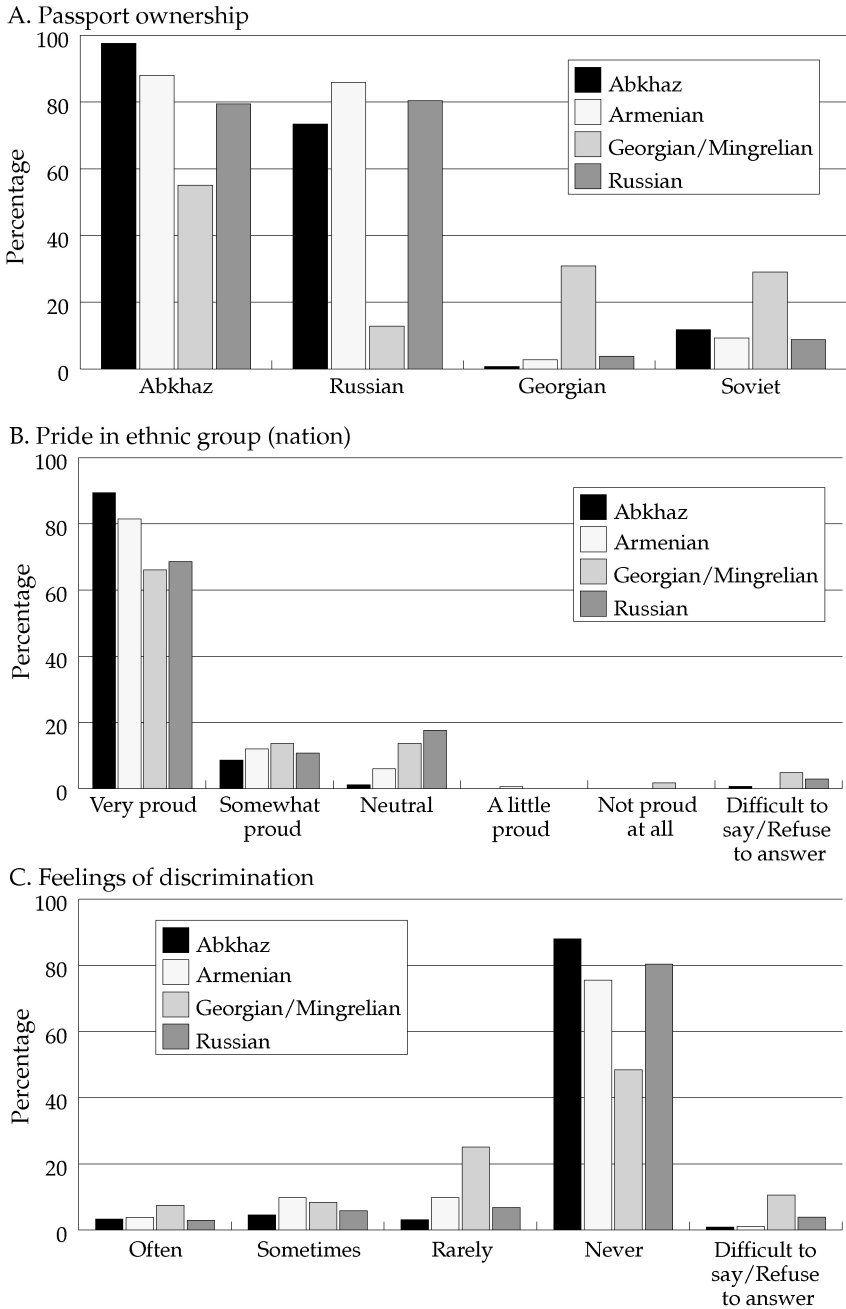 A. Passport ownership
100
80
60
40
20
0
Percentage
Abkhaz
Armenian
Georgian/Mingrelian
Russian
Abkhaz Russian Georgian Soviet
B. Pride in ethnic group (nation)
100
80
60
40
20
0
Percentage
Abkhaz
Armenian
Georgian/Mingrelian
Russian
Very proud Somewhat Neutral A little Not proud Difficult to
proud proud at all say/Refuse
to answer
C. Feelings of discrimination
100
80
60
40
20
0
Percentage
Abkhaz
Armenian
Georgian/Mingrelian
Russian
Often Sometimes Rarely Never Difficult to
say/Refuse
to answer